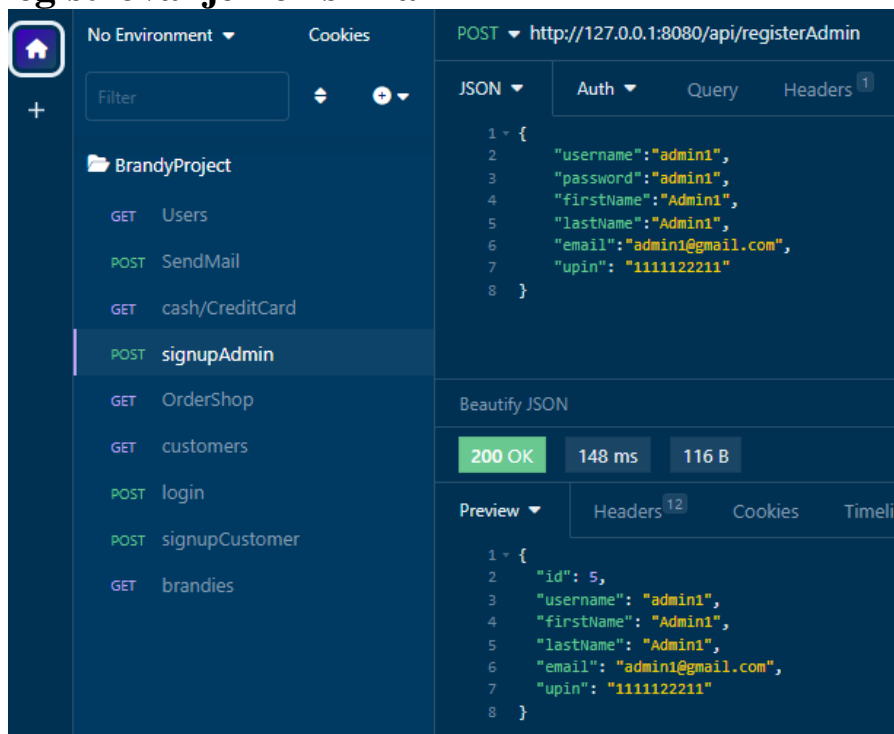 No Environment
Cookies
Filter
BrandyProject
GET Users
POST SendMail
GET cash/CreditCard
POST signupAdmin
GET OrderShop
GET customers
POST login
POST signupCustomer
GET brandies
POST http://127.0.0.1:8080/api/registerAdmin
JSON Auth Query Headers 1
1 {
2 "username":"admin1",
3 "password":"admin1",
4 "firstName":"Admin1",
5 "lastName":"Admin1",
6 "email":"admin1@gmail.com",
7 "upin": "1111122211"
8 }
Beautify JSON
200 OK 148 ms 116 B
Preview Headers 12 Cookies Timeli
1 {
2 "id": 5,
3 "username": "admin1",
4 "firstName": "Admin1",
5 "lastName": "Admin1",
6 "email": "admin1@gmail.com",
7 "upin": "1111122211"
8 }